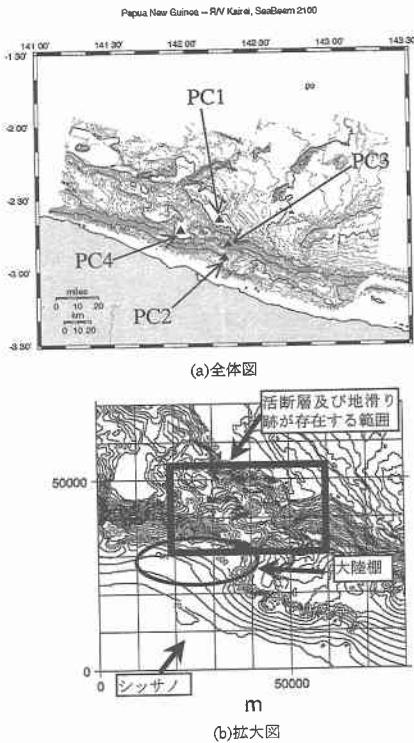 Papua New Guinea -- R/V Kairei, SeaBeam 2100
141 00' 141 30' 142 00' 142 30' 143 00' 143 30'
-1 30'
PC1
-2 00'
PC3
-2 30'
PC4
-3 00'
miles
0 10 20
km
0 10 20
PC2
-3 30'
(a)全体図
活断層及び地滑り
跡が存在する範囲
50000
大陸棚
0
シッサノ
0
50000
m
(b)拡大図